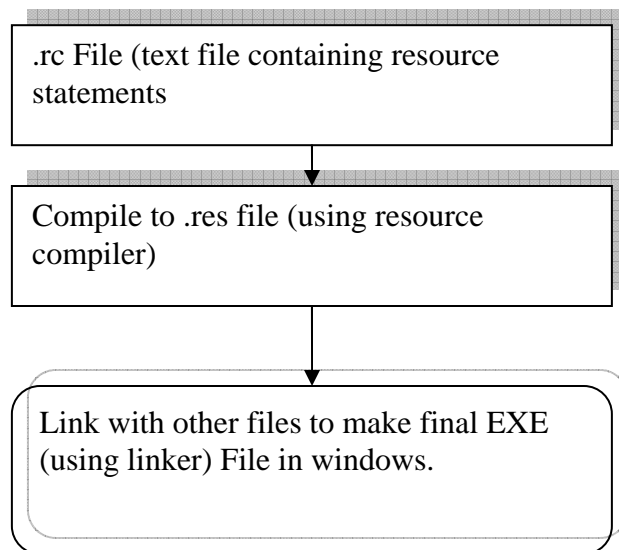 .rc File (text file containing resource
statements
Compile to .res file (using resource
compiler)
Link with other files to make final EXE
(using linker) File in windows.